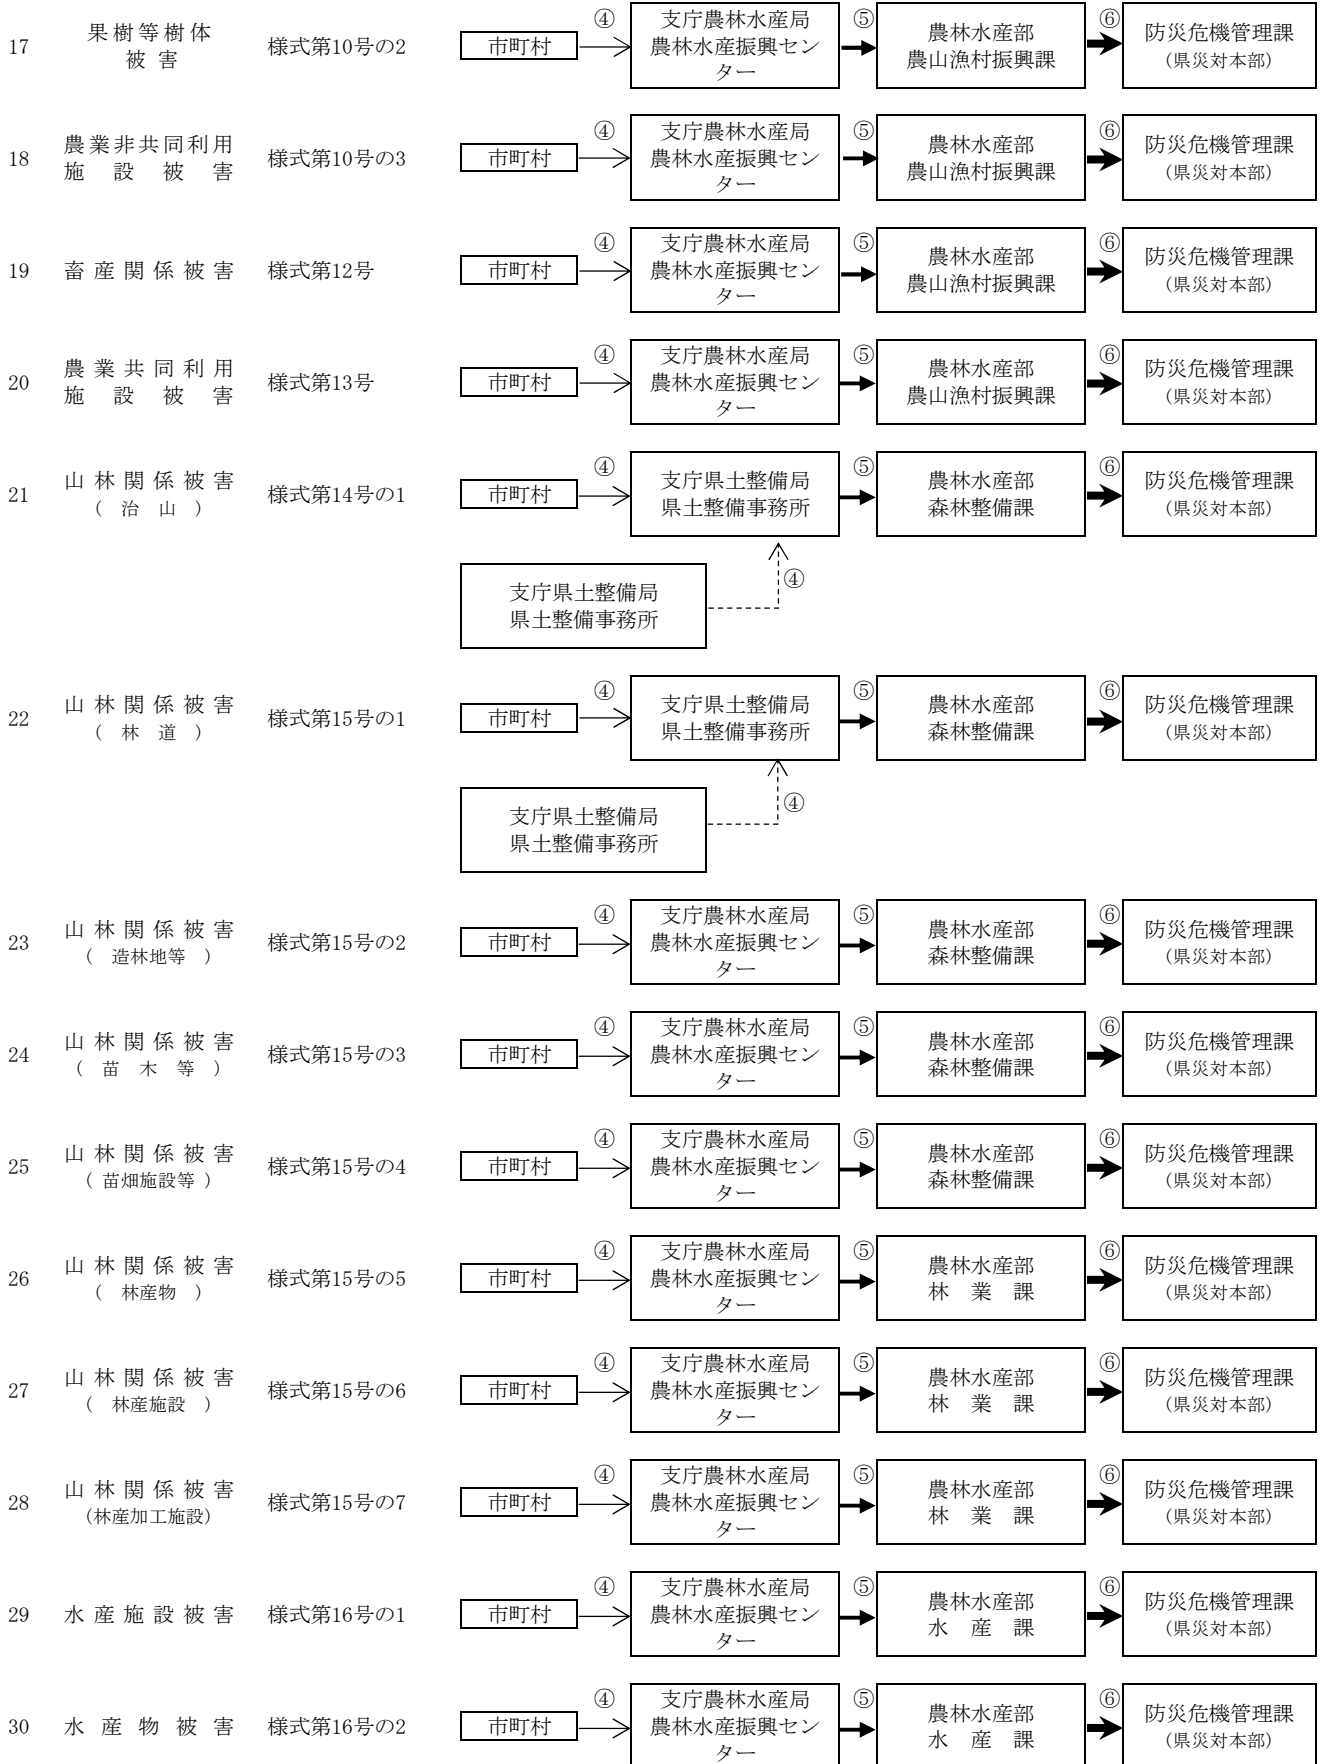 ④ 支庁農林水産局 ⑤ ⑥
17 果樹等樹体 様式第10号の2 市町村 農林水産振興セン 農林水産部 防災危機管理課
被害 ター 農山漁村振興課 (県災対本部)
④ 支庁農林水産局 ⑤ ⑥
18 農業非共同利用 様式第10号の3 市町村 農林水産振興セン 農林水産部 防災危機管理課
施設被害 ター 農山漁村振興課 (県災対本部)
④ 支庁農林水産局 ⑤ ⑥
19 畜産関係被害 様式第12号 市町村 農林水産振興セン 農林水産部 防災危機管理課
ター 農山漁村振興課 (県災対本部)
④ 支庁農林水産局 ⑤ ⑥
20 農業共同利用 様式第13号 市町村 農林水産振興セン 農林水産部 防災危機管理課
施設被害 ター 農山漁村振興課 (県災対本部)
④ ⑤ ⑥
21 山林関係被害 様式第14号の1 市町村 支庁県土整備局 農林水産部 防災危機管理課
(治山) 県土整備事務所 森林整備課 (県災対本部)
支庁県土整備局 ④
県土整備事務所
④ ⑤ ⑥
22 山林関係被害 様式第15号の1 市町村 支庁県土整備局 農林水産部 防災危機管理課
(林道) 県土整備事務所 森林整備課 (県災対本部)
支庁県土整備局 ④
県土整備事務所
④ 支庁農林水産局 ⑤ ⑥
23 山林関係被害 様式第15号の2 市町村 農林水産振興セン 農林水産部 防災危機管理課
(造林地等) ター 森林整備課 (県災対本部)
④ 支庁農林水産局 ⑤ ⑥
24 山林関係被害 様式第15号の3 市町村 農林水産振興セン 農林水産部 防災危機管理課
(苗木等) ター 森林整備課 (県災対本部)
④ 支庁農林水産局 ⑤ ⑥
25 山林関係被害 様式第15号の4 市町村 農林水産振興セン 農林水産部 防災危機管理課
(苗畑施設等) ター 森林整備課 (県災対本部)
④ 支庁農林水産局 ⑤ ⑥
26 山林関係被害 様式第15号の5 市町村 農林水産振興セン 農林水産部 防災危機管理課
(林産物) ター 林業課 (県災対本部)
④ 支庁農林水産局 ⑤ ⑥
27 山林関係被害 様式第15号の6 市町村 農林水産振興セン 農林水産部 防災危機管理課
(林産施設) ター 林業課 (県災対本部)
④ 支庁農林水産局 ⑤ ⑥
28 山林関係被害 様式第15号の7 市町村 農林水産振興セン 農林水産部 防災危機管理課
(林産加工施設) ター 林業課 (県災対本部)
④ 支庁農林水産局 ⑤ ⑥
29 水産施設被害 様式第16号の1 市町村 農林水産振興セン 農林水産部 防災危機管理課
ター 水産課 (県災対本部)
④ 支庁農林水産局 ⑤ ⑥
30 水産物被害 様式第16号の2 市町村 農林水産振興セン 農林水産部 防災危機管理課
ター 水産課 (県災対本部)